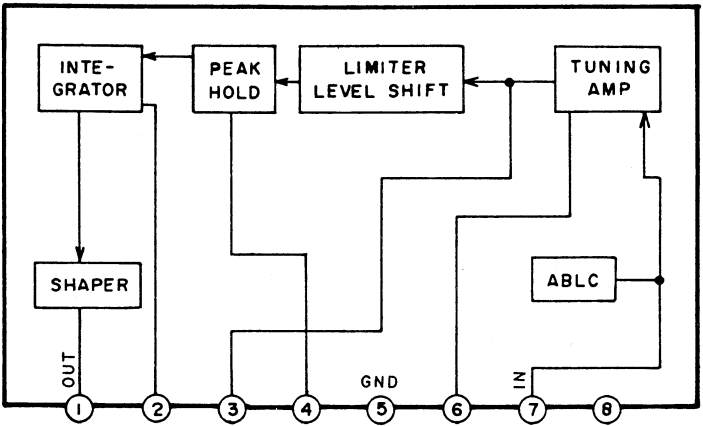 INTE-
GRATOR
PEAK
HOLD
LIMITER
LEVEL SHIFT
TUNING
AMP
SHAPER
ABLC
OUT
GND
IN
1 2 3 4 5 6 7 8